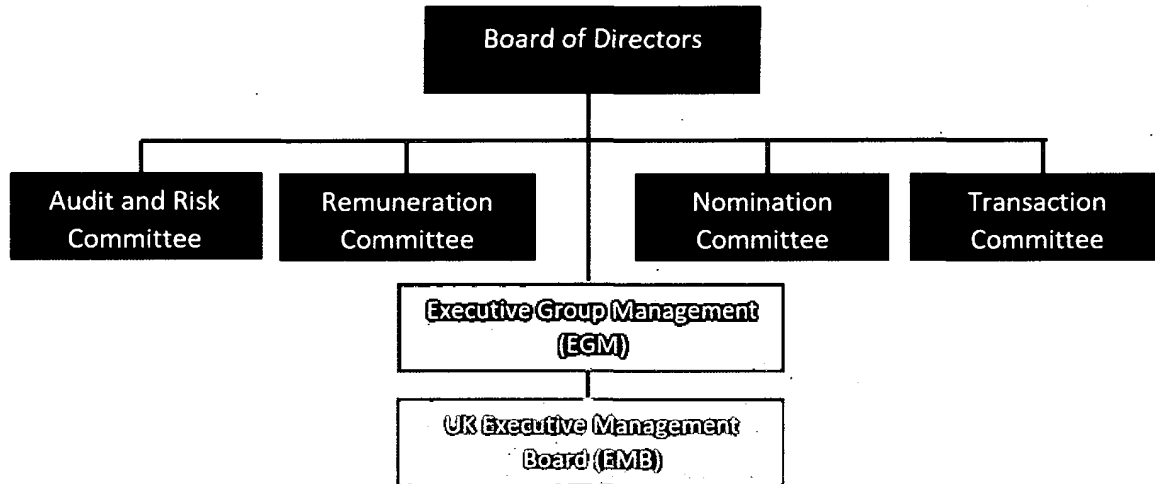 Board of Directors
Audit and Risk
Committee
Remuneration
Committee
Nomination
Committee
Transaction
Committee
Executive Group Management
(EGM)
UK Executive Management
Board (EMB)